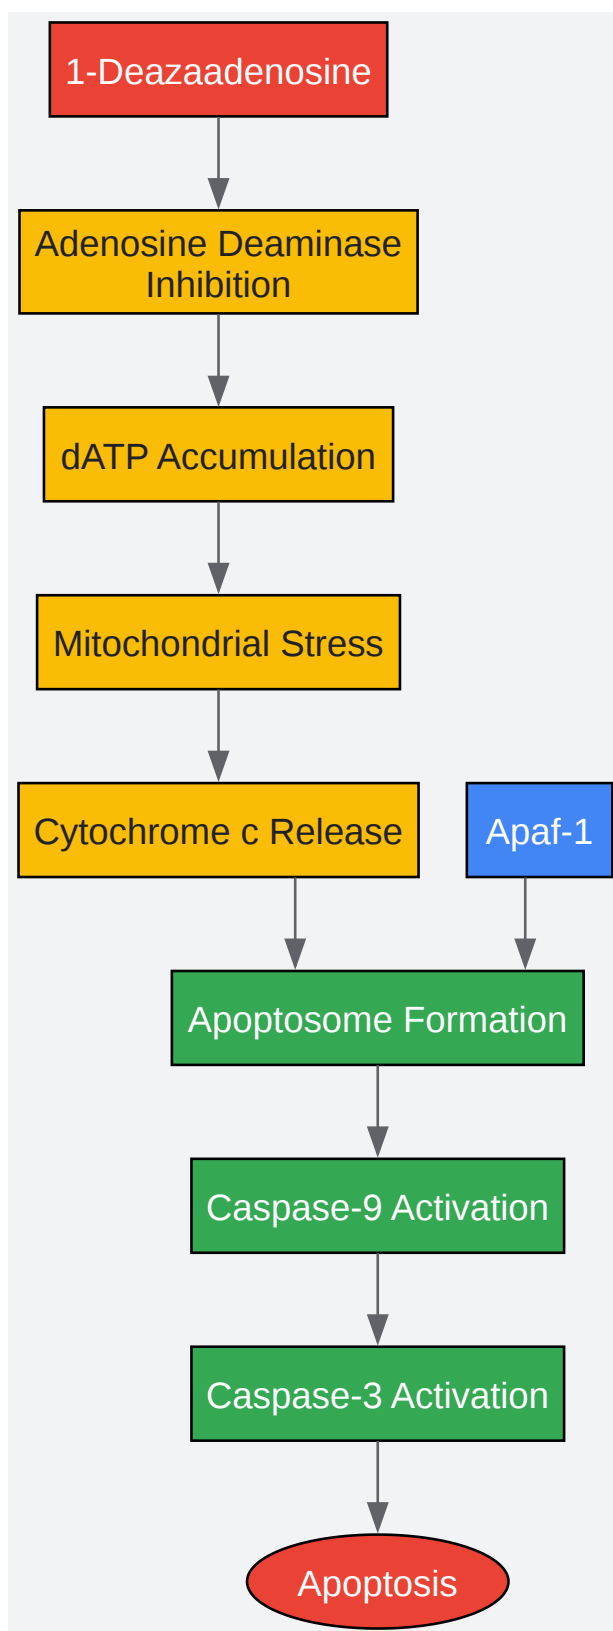 1-Deazaadenosine
Adenosine Deaminase
Inhibition
dATP Accumulation
Mitochondrial Stress
Cytochrome c Release
Apaf-1
Apoptosome Formation
Caspase-9 Activation
Caspase-3 Activation
Apoptosis